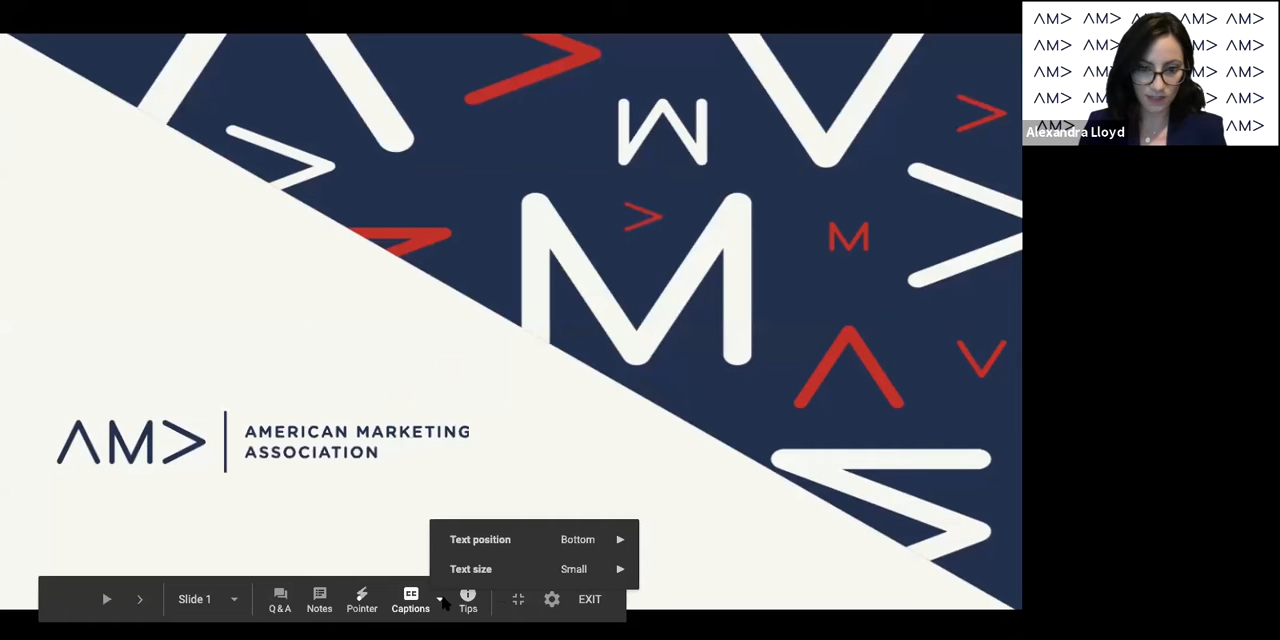 AMERICAN MARKETING
ASSOCIATION
Text position Bottom
Text size Small
Slide 1
Q&A
Notes
Pointer
Captions
Tips
EXIT
Alexandra Lloyd